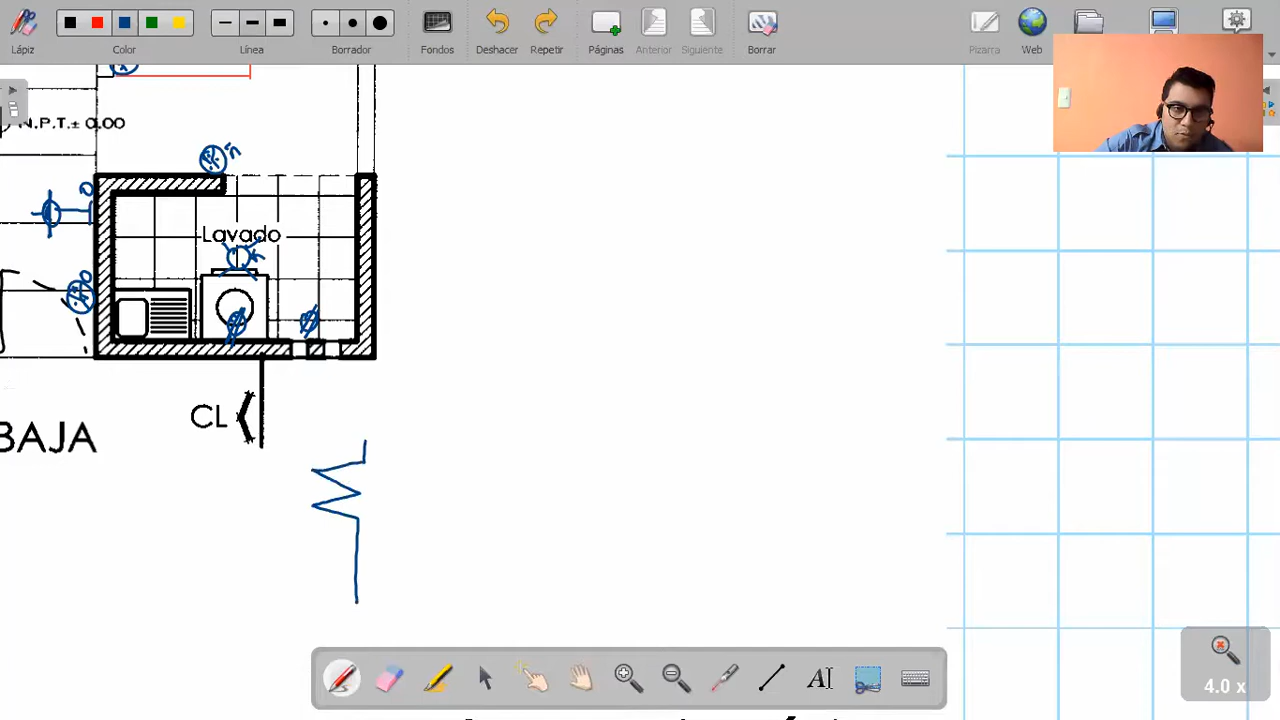 Lápiz Color Línea Borrador Fondos Deshacer Repetir Páginas Anterior Siguiente Borrar Pizarra Web
N.P.T.± 0.00
Lavado
CL
BAJA
AI
4.0 x